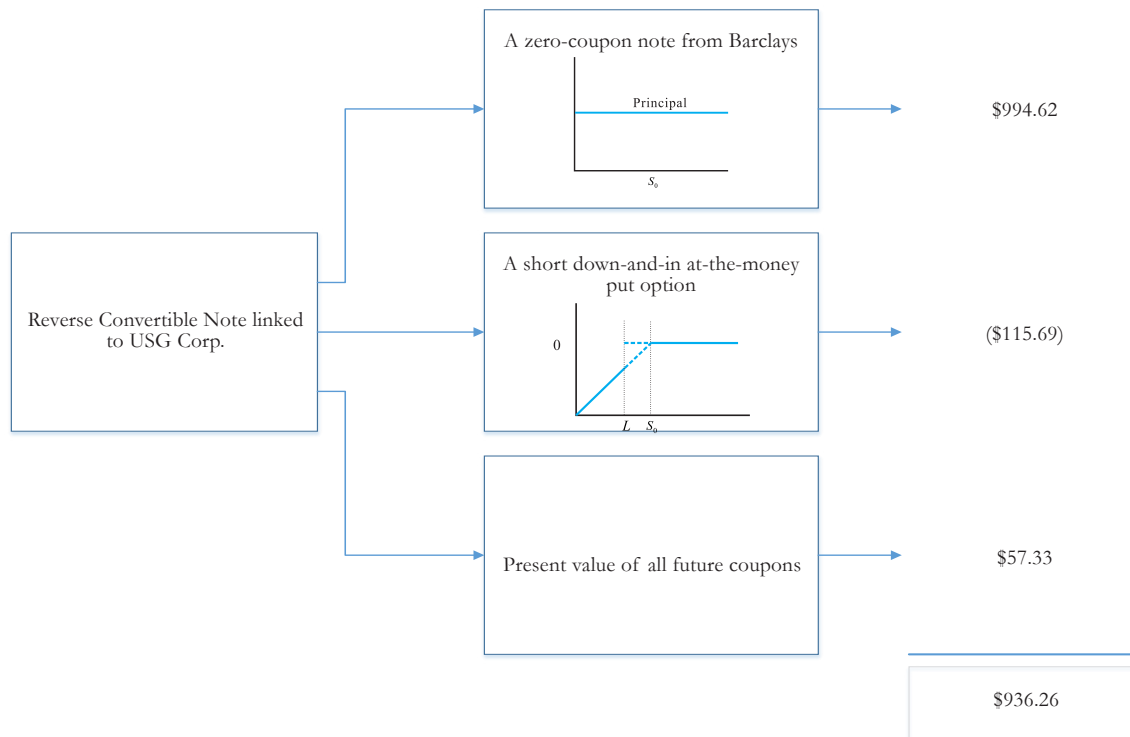 A zero-coupon note from Barclays
Principal
S₀
$994.62
Reverse Convertible Note linked
to USG Corp.
A short down-and-in at-the-money
put option
0
L S₀
($115.69)
Present value of all future coupons
$57.33
$936.26